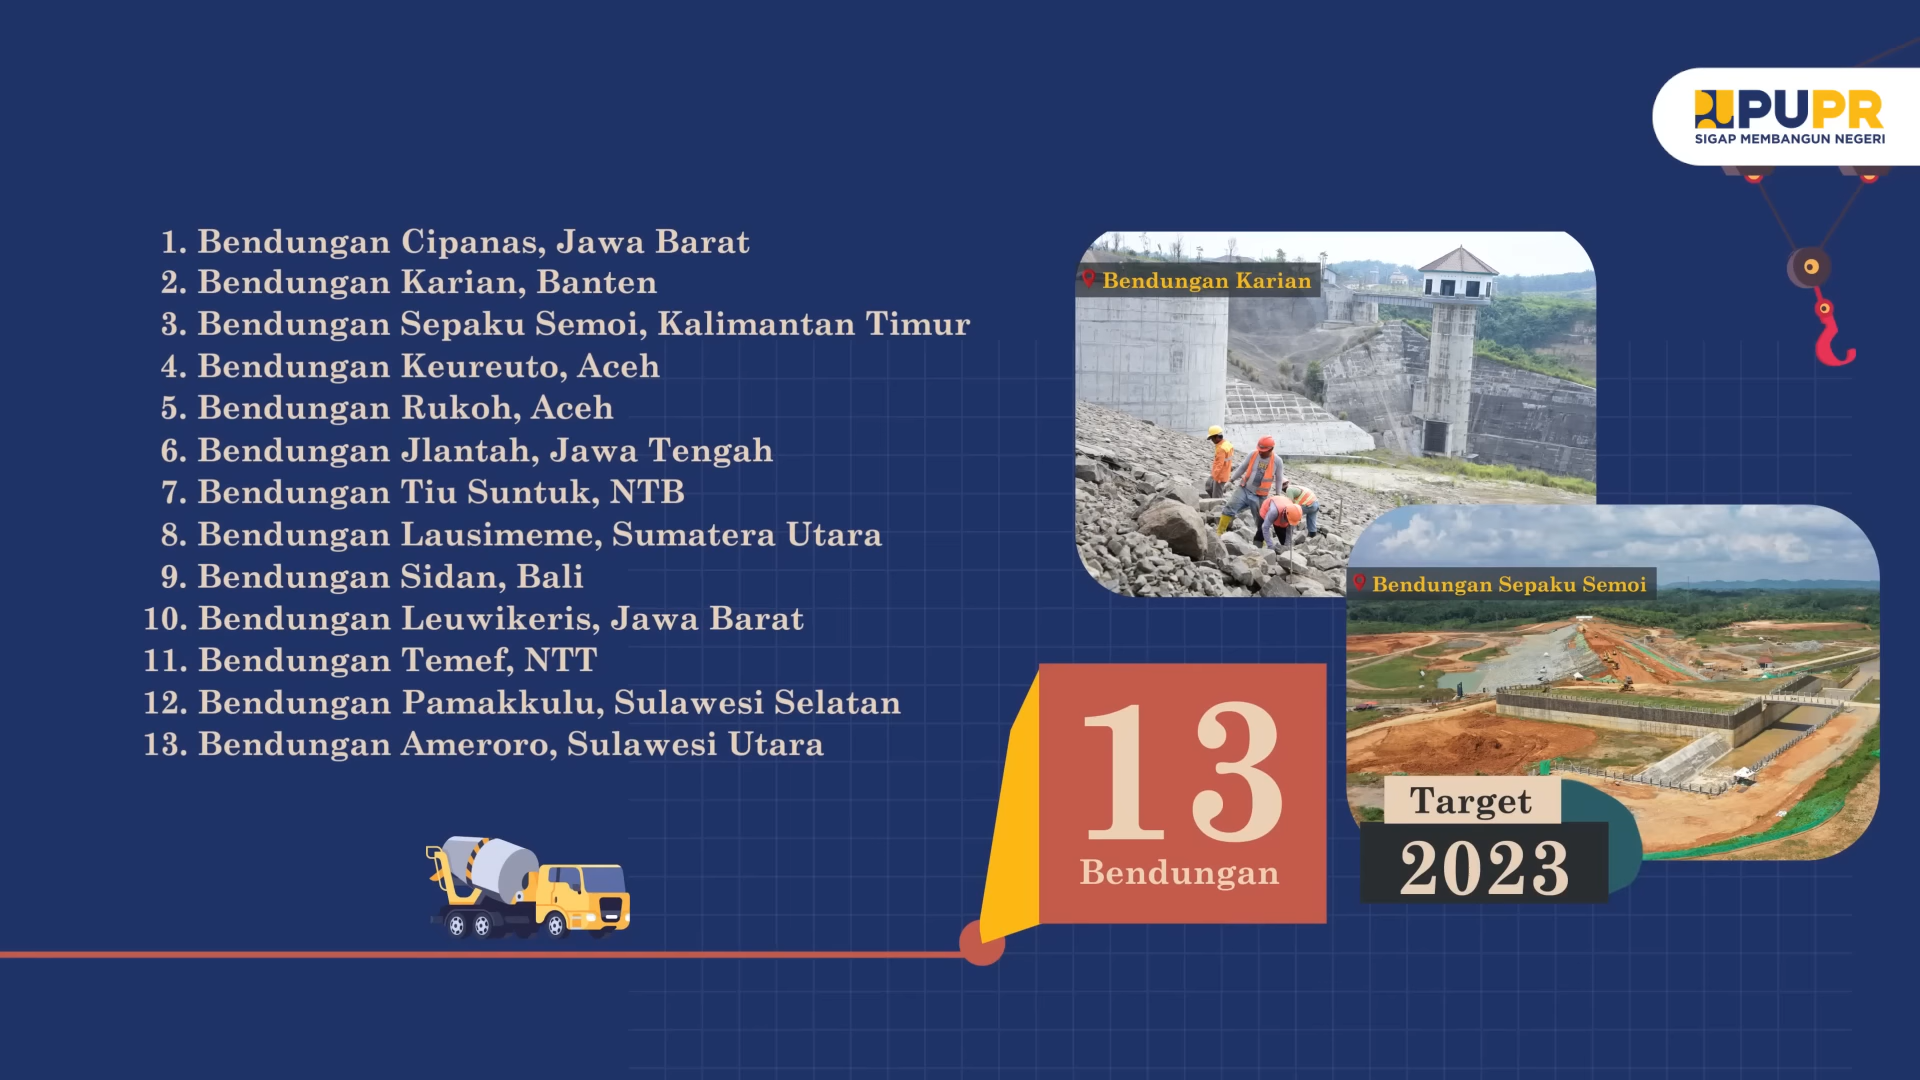 PUPR
SIGAP MEMBANGUN NEGERI
1. Bendungan Cipanas, Jawa Barat
2. Bendungan Karian, Banten
3. Bendungan Sepaku Semoi, Kalimantan Timur
4. Bendungan Keureuto, Aceh
5. Bendungan Rukoh, Aceh
6. Bendungan Jlantah, Jawa Tengah
7. Bendungan Tiu Suntuk, NTB
8. Bendungan Lausimeme, Sumatera Utara
9. Bendungan Sidan, Bali
10. Bendungan Leuwikeris, Jawa Barat
11. Bendungan Temef, NTT
12. Bendungan Pamakkulu, Sulawesi Selatan
13. Bendungan Ameroro, Sulawesi Utara
Bendungan Karian
Bendungan Sepaku Semoi
13
Bendungan
Target
2023